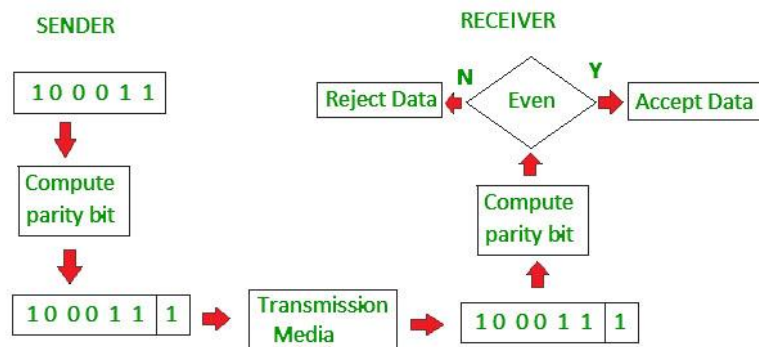 SENDER
RECEIVER
1 0 0 0 1 1
N
Y
Reject Data
Even
Accept Data
Compute
parity bit
Compute
parity bit
1 0 0 0 1 1 1
Transmission
Media
1 0 0 0 1 1 1